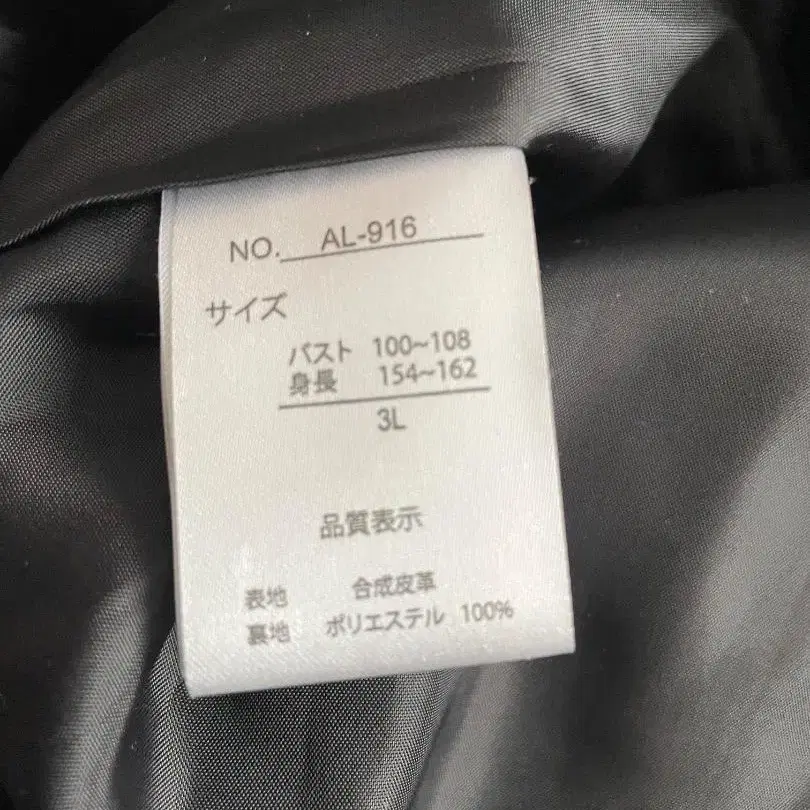 NO. AL-916
サイズ
バスト 100~108
身長 154~162
3L
品質表示
表地 合成皮革
裏地 ポリエステル 100%